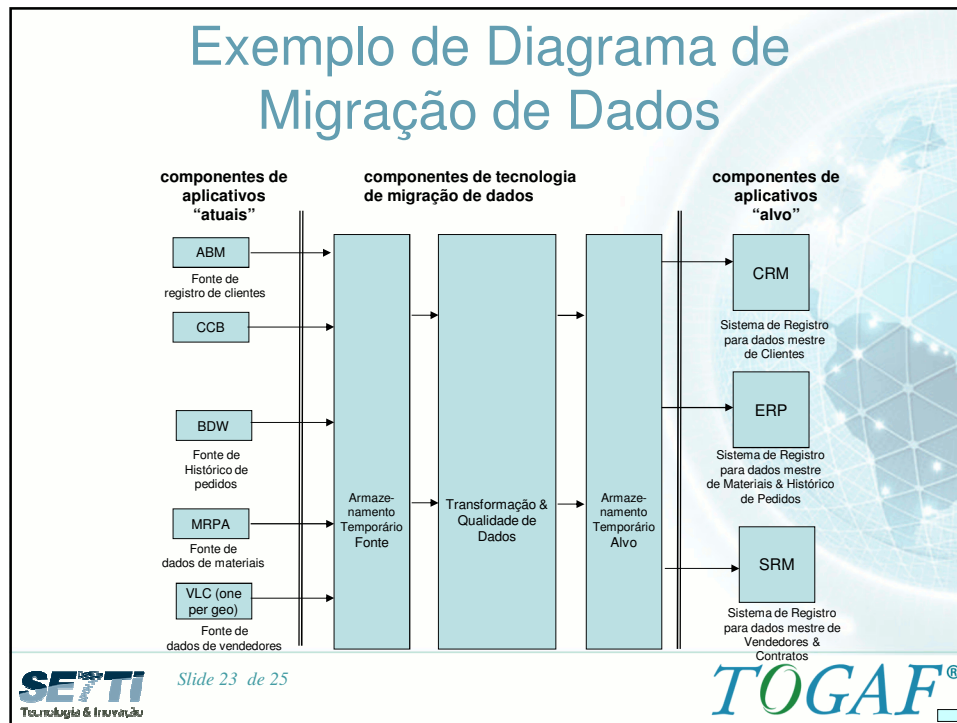 Exemplo de Diagrama de
Migração de Dados
componentes de
aplicativos
“atuais”
componentes de tecnologia
de migração de dados
componentes de
aplicativos
“alvo”
ABM
Fonte de
registro de clientes
CCB
BDW
Fonte de
Histórico de
pedidos
MRPA
Fonte de
dados de materiais
VLC (one
per geo)
Fonte de
dados de vendedores
Armaze-
namento
Temporário
Fonte
Transformação &
Qualidade de
Dados
Armaze-
namento
Temporário
Alvo
CRM
Sistema de Registro
para dados mestre
de Clientes
ERP
Sistema de Registro
para dados mestre
de Materiais & Histórico
de Pedidos
SRM
Sistema de Registro
para dados mestre de
Vendedores &
Contratos
Tecnologia & Inovação
Slide 23 de 25
TOGAF®